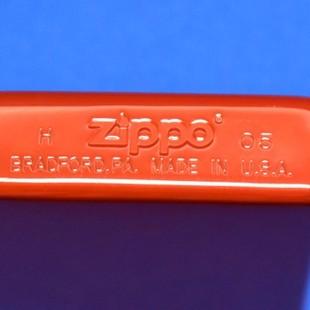 H Zippo® 05
BRADFORD, PA. MADE IN U.S.A.